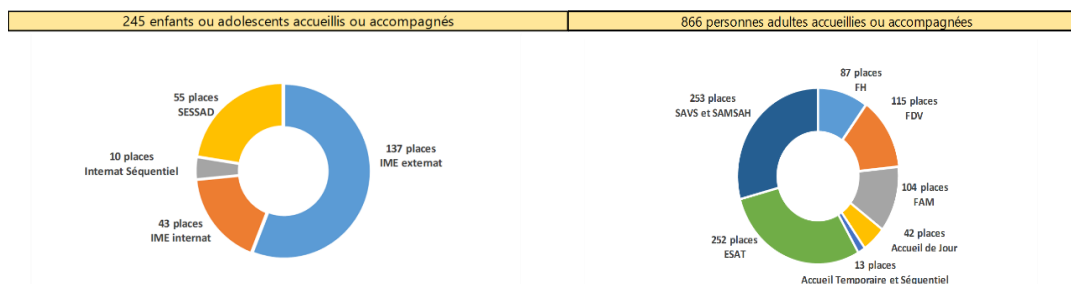 245 enfants ou adolescents accueillis ou accompagnés
866 personnes adultes accueillies ou accompagnées
55 places
SESSAD
10 places
Internat Séquentiel
43 places
IME internat
137 places
IME externat
87 places
FH
115 places
FDV
104 places
FAM
42 places
Accueil de Jour
13 places
Accueil Temporaire et Séquentiel
252 places
ESAT
253 places
SAVS et SAMSAH